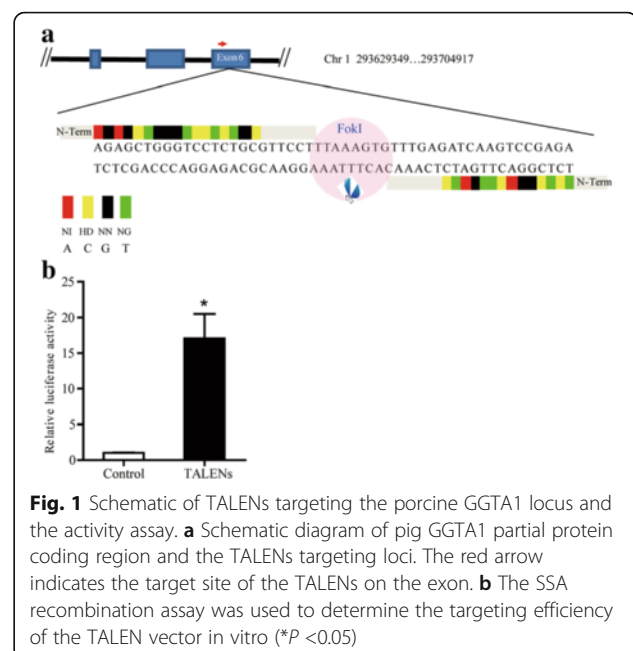 a
Exon 6
Chr 1 293629349...293704917
FokI
N-Term
AGAGCTGGGTCCTCTGCGTTCCTTTAAAGTGTTTGAGATCAAGTCCGAGA
TCTCGACCCAGGAGACGCAAGGAAATTTCACAAACTCTAGTTCAGGCTCT
N-Term
NI HD NN NG
A C G T
b
Relative luciferase activity
25
20
15
10
5
0
*
Control
TALENs
Fig. 1 Schematic of TALENs targeting the porcine GGTA1 locus and
the activity assay. a Schematic diagram of pig GGTA1 partial protein
coding region and the TALENs targeting loci. The red arrow
indicates the target site of the TALENs on the exon. b The SSA
recombination assay was used to determine the targeting efficiency
of the TALEN vector in vitro (*P <0.05)